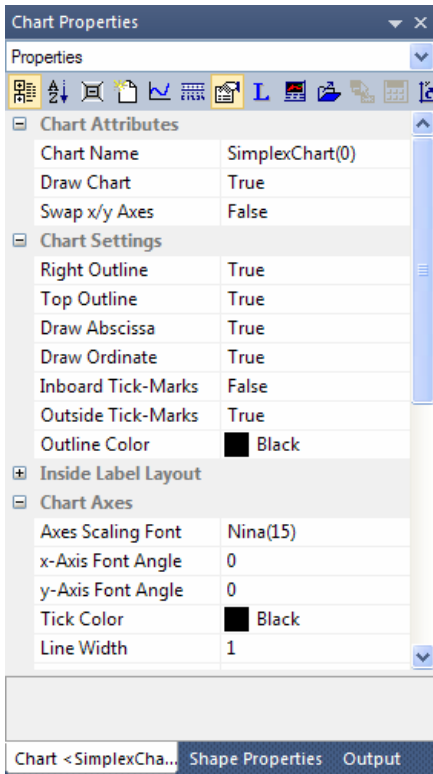 Chart Properties
Properties
L
Chart Attributes
Chart Name SimplexChart(0)
Draw Chart True
Swap x/y Axes False
Chart Settings
Right Outline True
Top Outline True
Draw Abscissa True
Draw Ordinate True
Inboard Tick-Marks False
Outside Tick-Marks True
Outline Color Black
Inside Label Layout
Chart Axes
Axes Scaling Font Nina(15)
x-Axis Font Angle 0
y-Axis Font Angle 0
Tick Color Black
Line Width 1
Chart <SimplexCha... Shape Properties Output